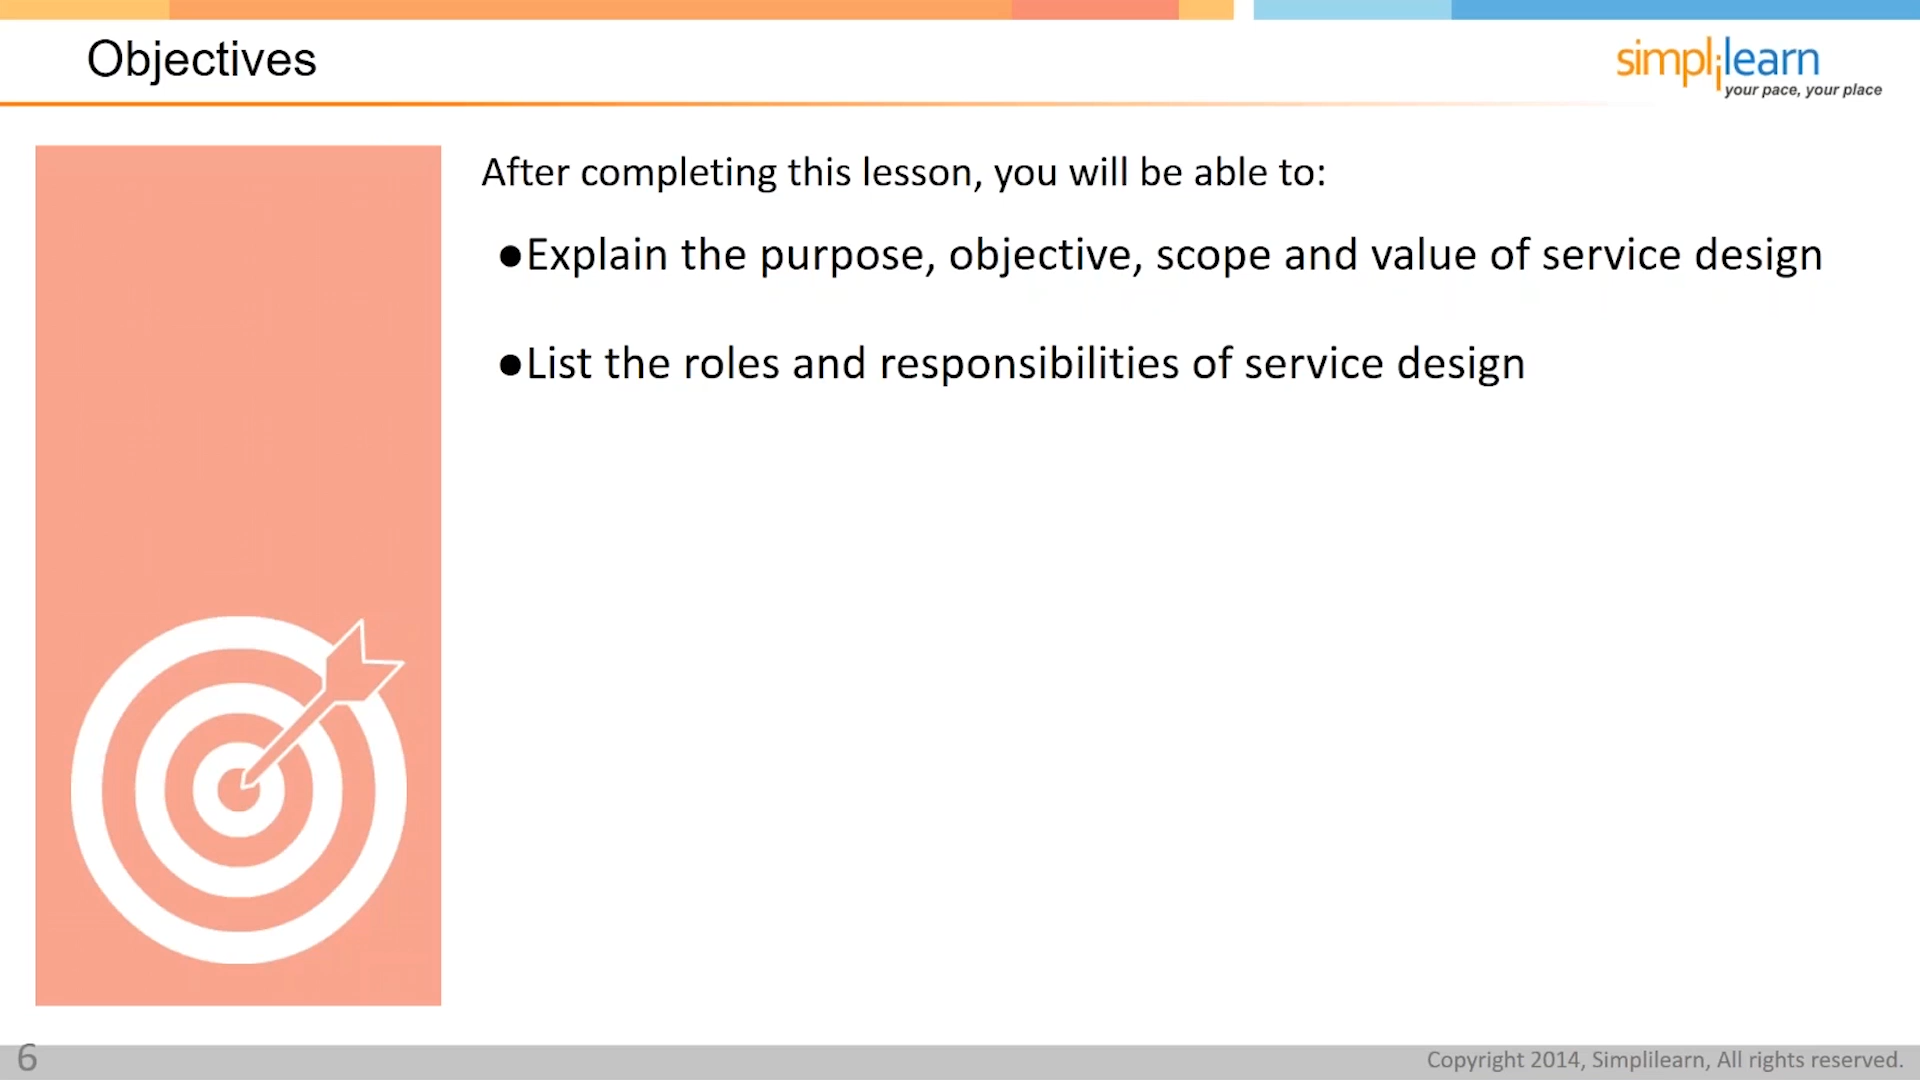 Objectives
simplilearn
your pace, your place
After completing this lesson, you will be able to:
●Explain the purpose, objective, scope and value of service design
●List the roles and responsibilities of service design
6
Copyright 2014, Simplilearn, All rights reserved.